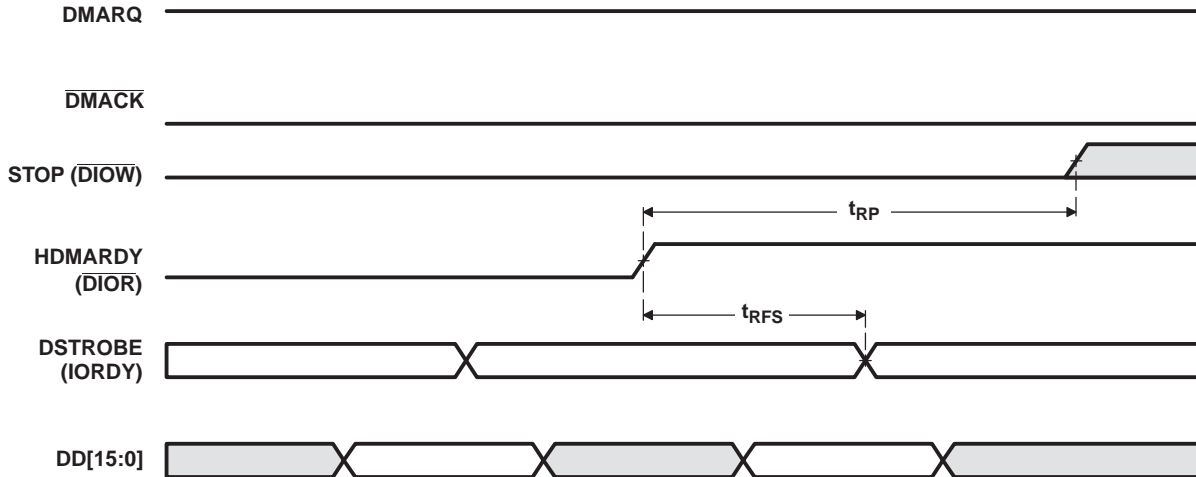 DMARQ
DMACK
STOP (DIOW)
tRP
HDMARDY
(DIOR)
tRFS
DSTROBE
(IORDY)
DD[15:0]